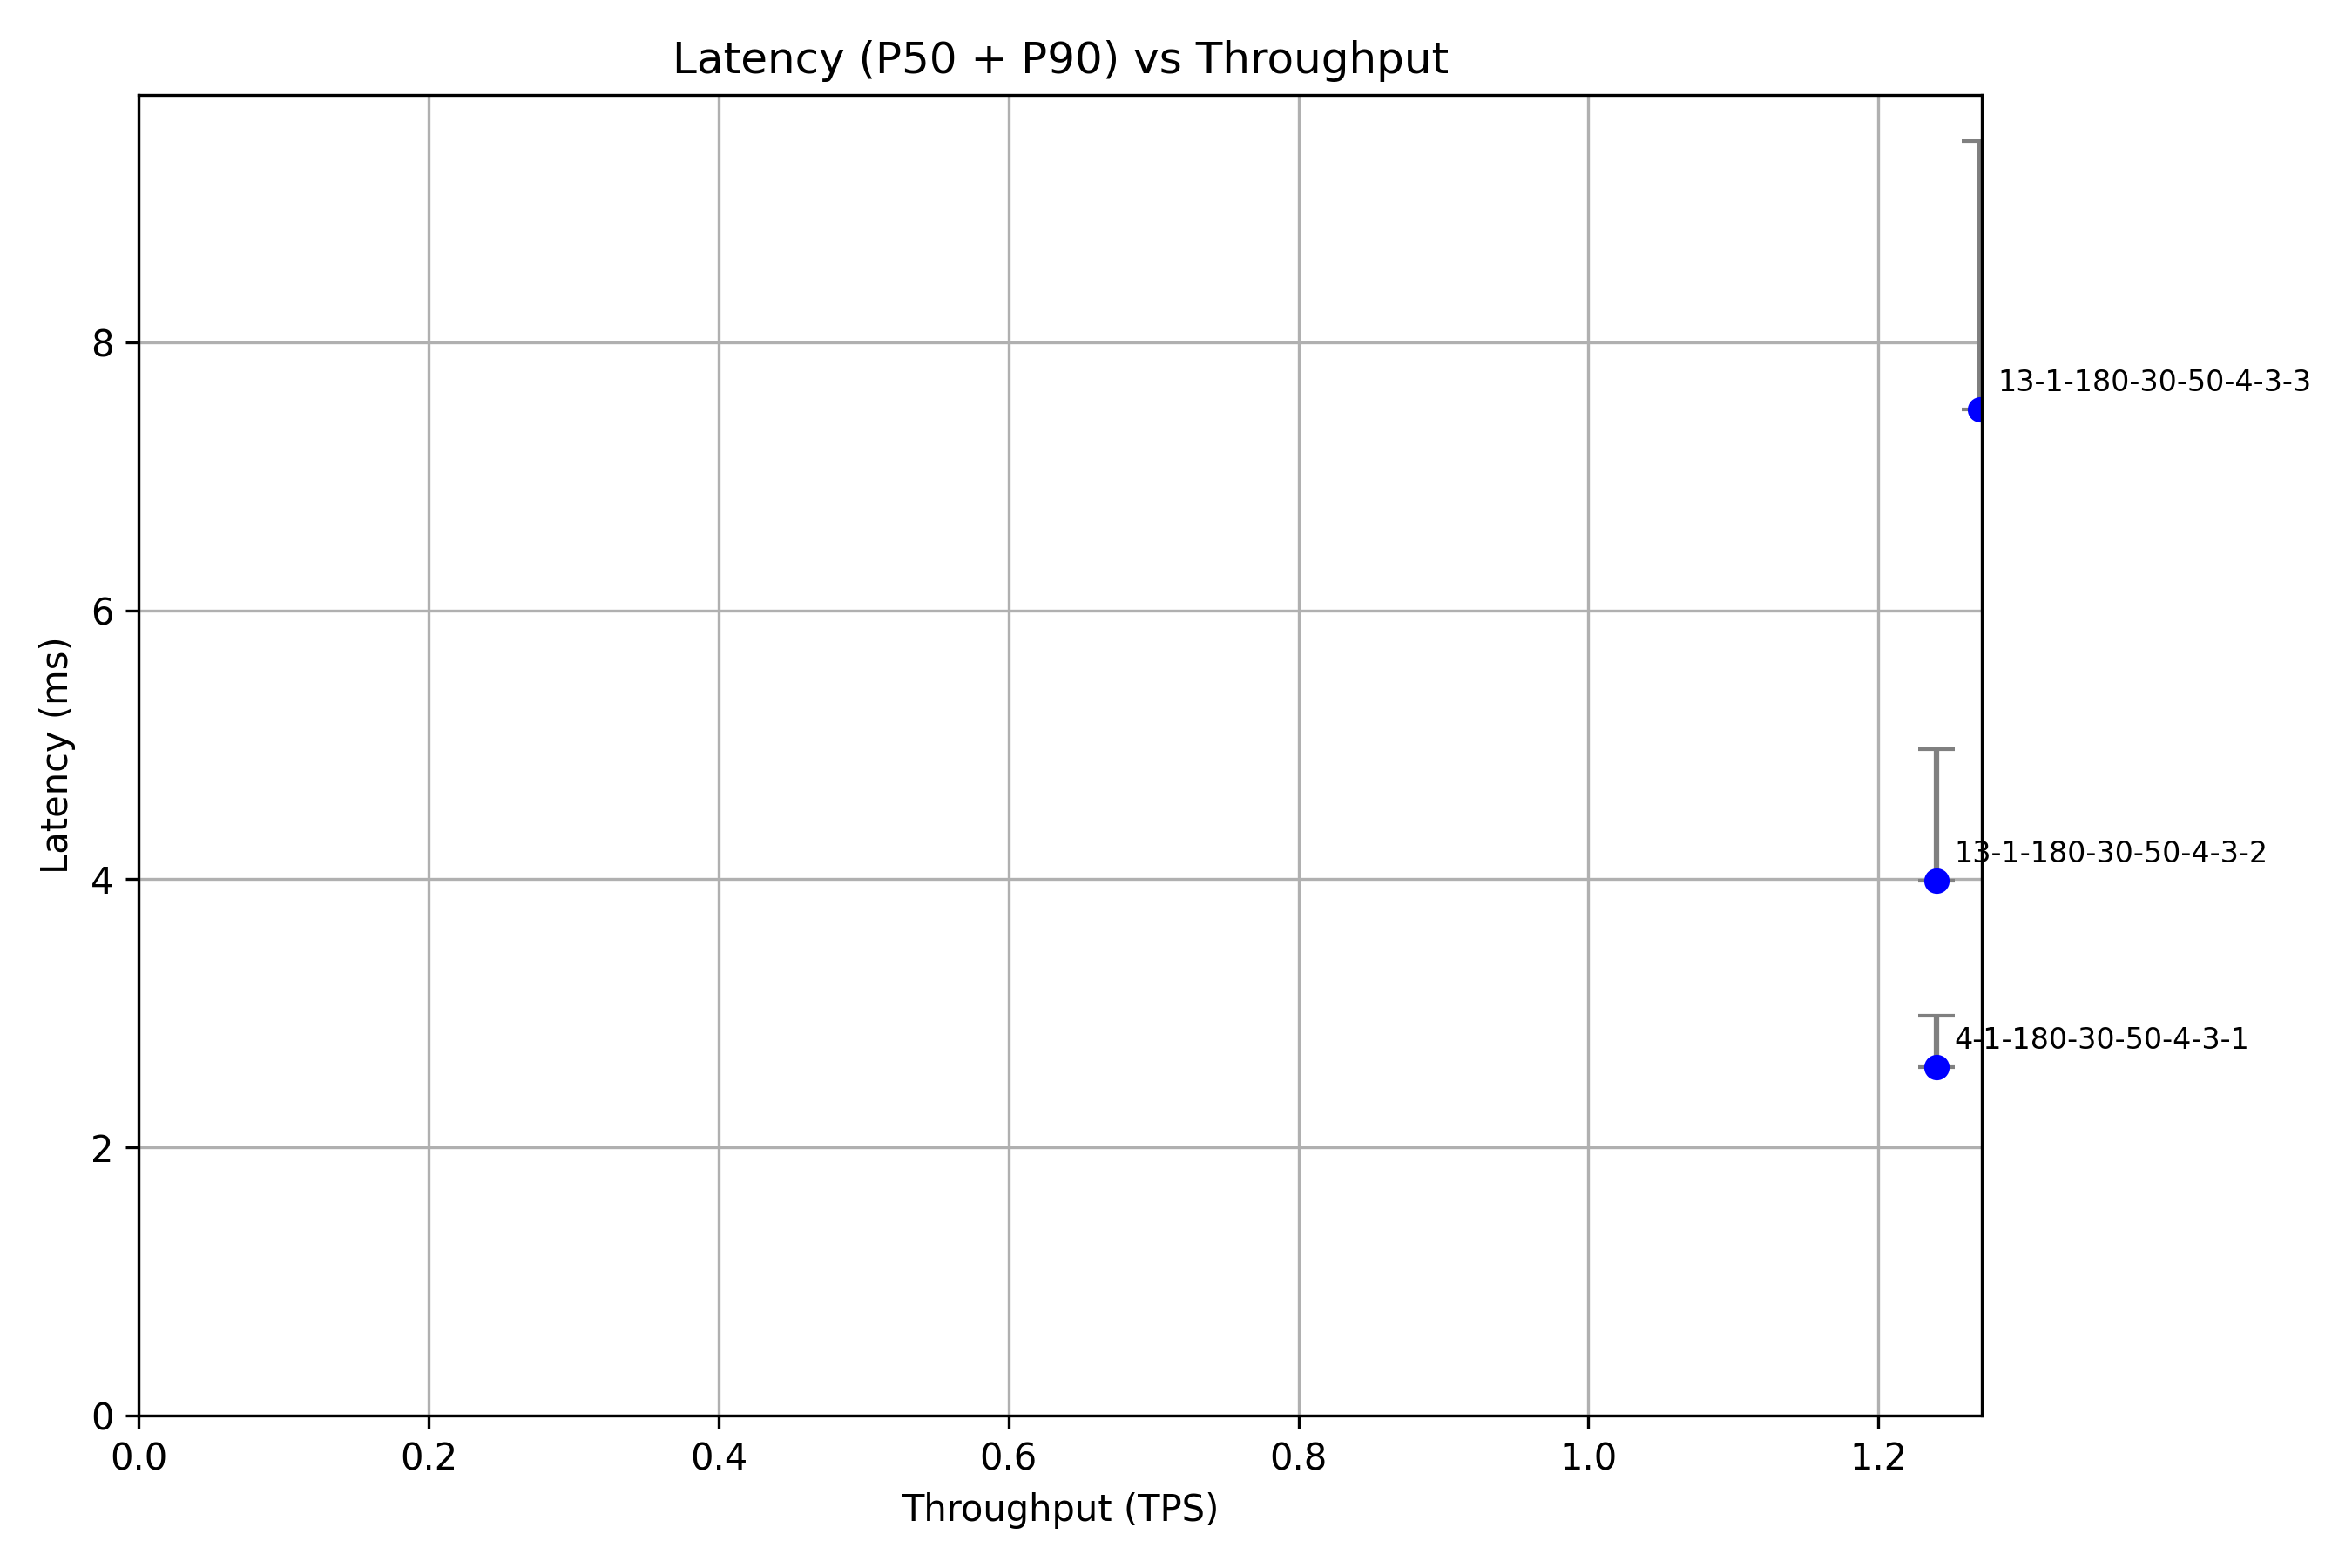 Latency (P50 + P90) vs Throughput
Latency (ms)
8
6
4
2
0
13-1-180-30-50-4-3-3
13-1-180-30-50-4-3-2
4-1-180-30-50-4-3-1
0.0 0.2 0.4 0.6 0.8 1.0 1.2
Throughput (TPS)